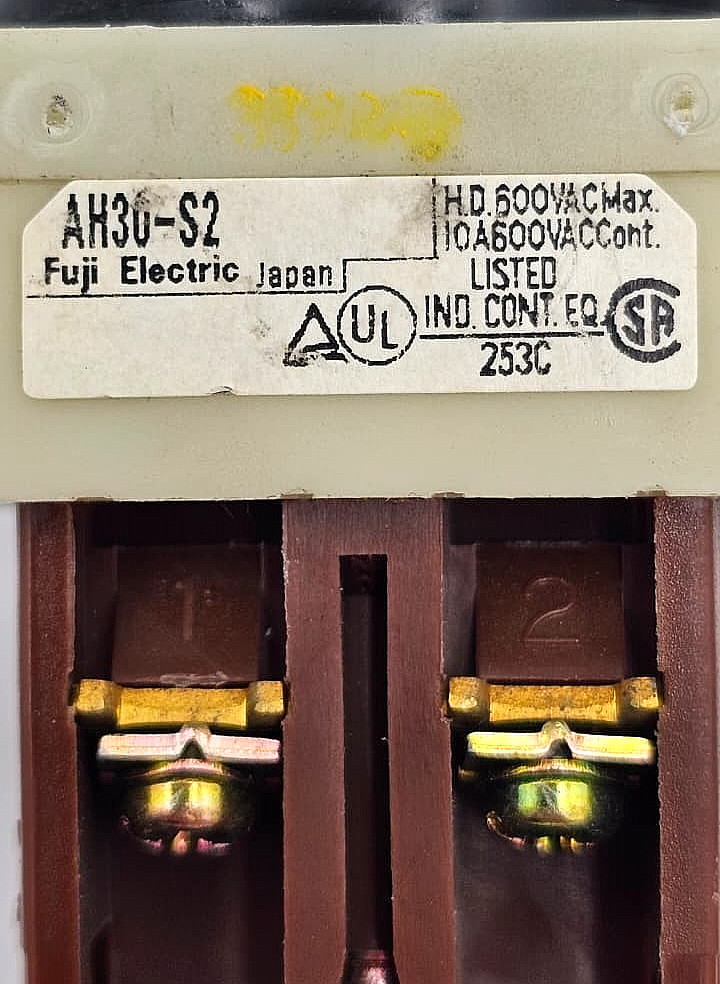 AH30-S2
Fuji Electric Japan
H.D.600VACMax.
10A600VACCont.
LISTED
IND. CONT. EQ.
253C
UL
SA
1 2